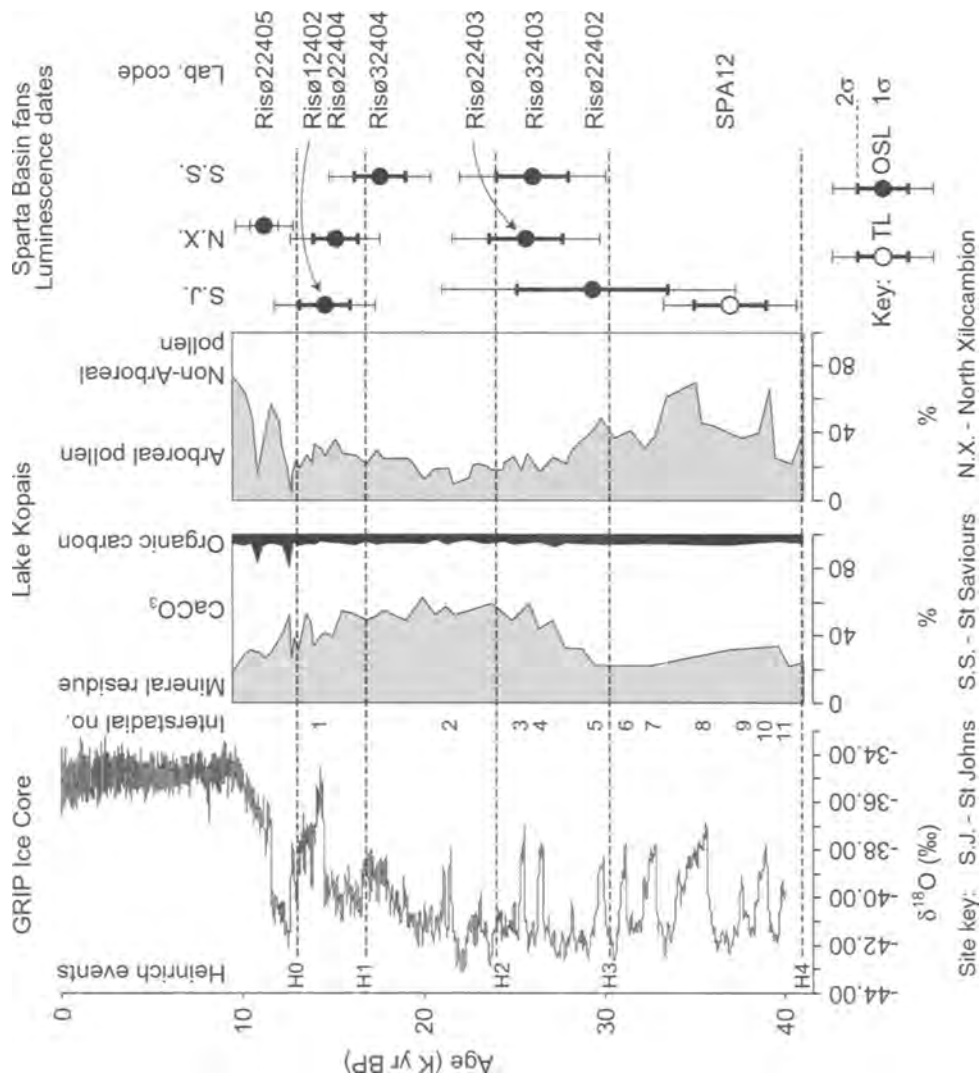 GRIP Ice Core
Lake Kopais
Sparta Basin fans
Luminescence dates
Heinrich events
Interstadial no.
Mineral residue
CaCO₃
Organic carbon
Arboreal pollen
Non-Arboreal
pollen
S.J.
N.X.
S.S.
Lab. code
Age (K yr BP)
0
10
20
30
40
H0
H1
H2
H3
H4
1
2
3
4
5
6
7
8
9
10
11
Risø22405
Risø12402
Risø22404
Risø32404
Risø22403
Risø32403
Risø22402
SPA12
-44.00
-42.00
-40.00
-38.00
-36.00
-34.00
δ¹⁸O (‰)
0
40
80
%
0
40
80
%
Key:
TL
OSL
2σ
1σ
Site key: S.J. - St Johns S.S. - St Saviours N.X. - North Xilocambion